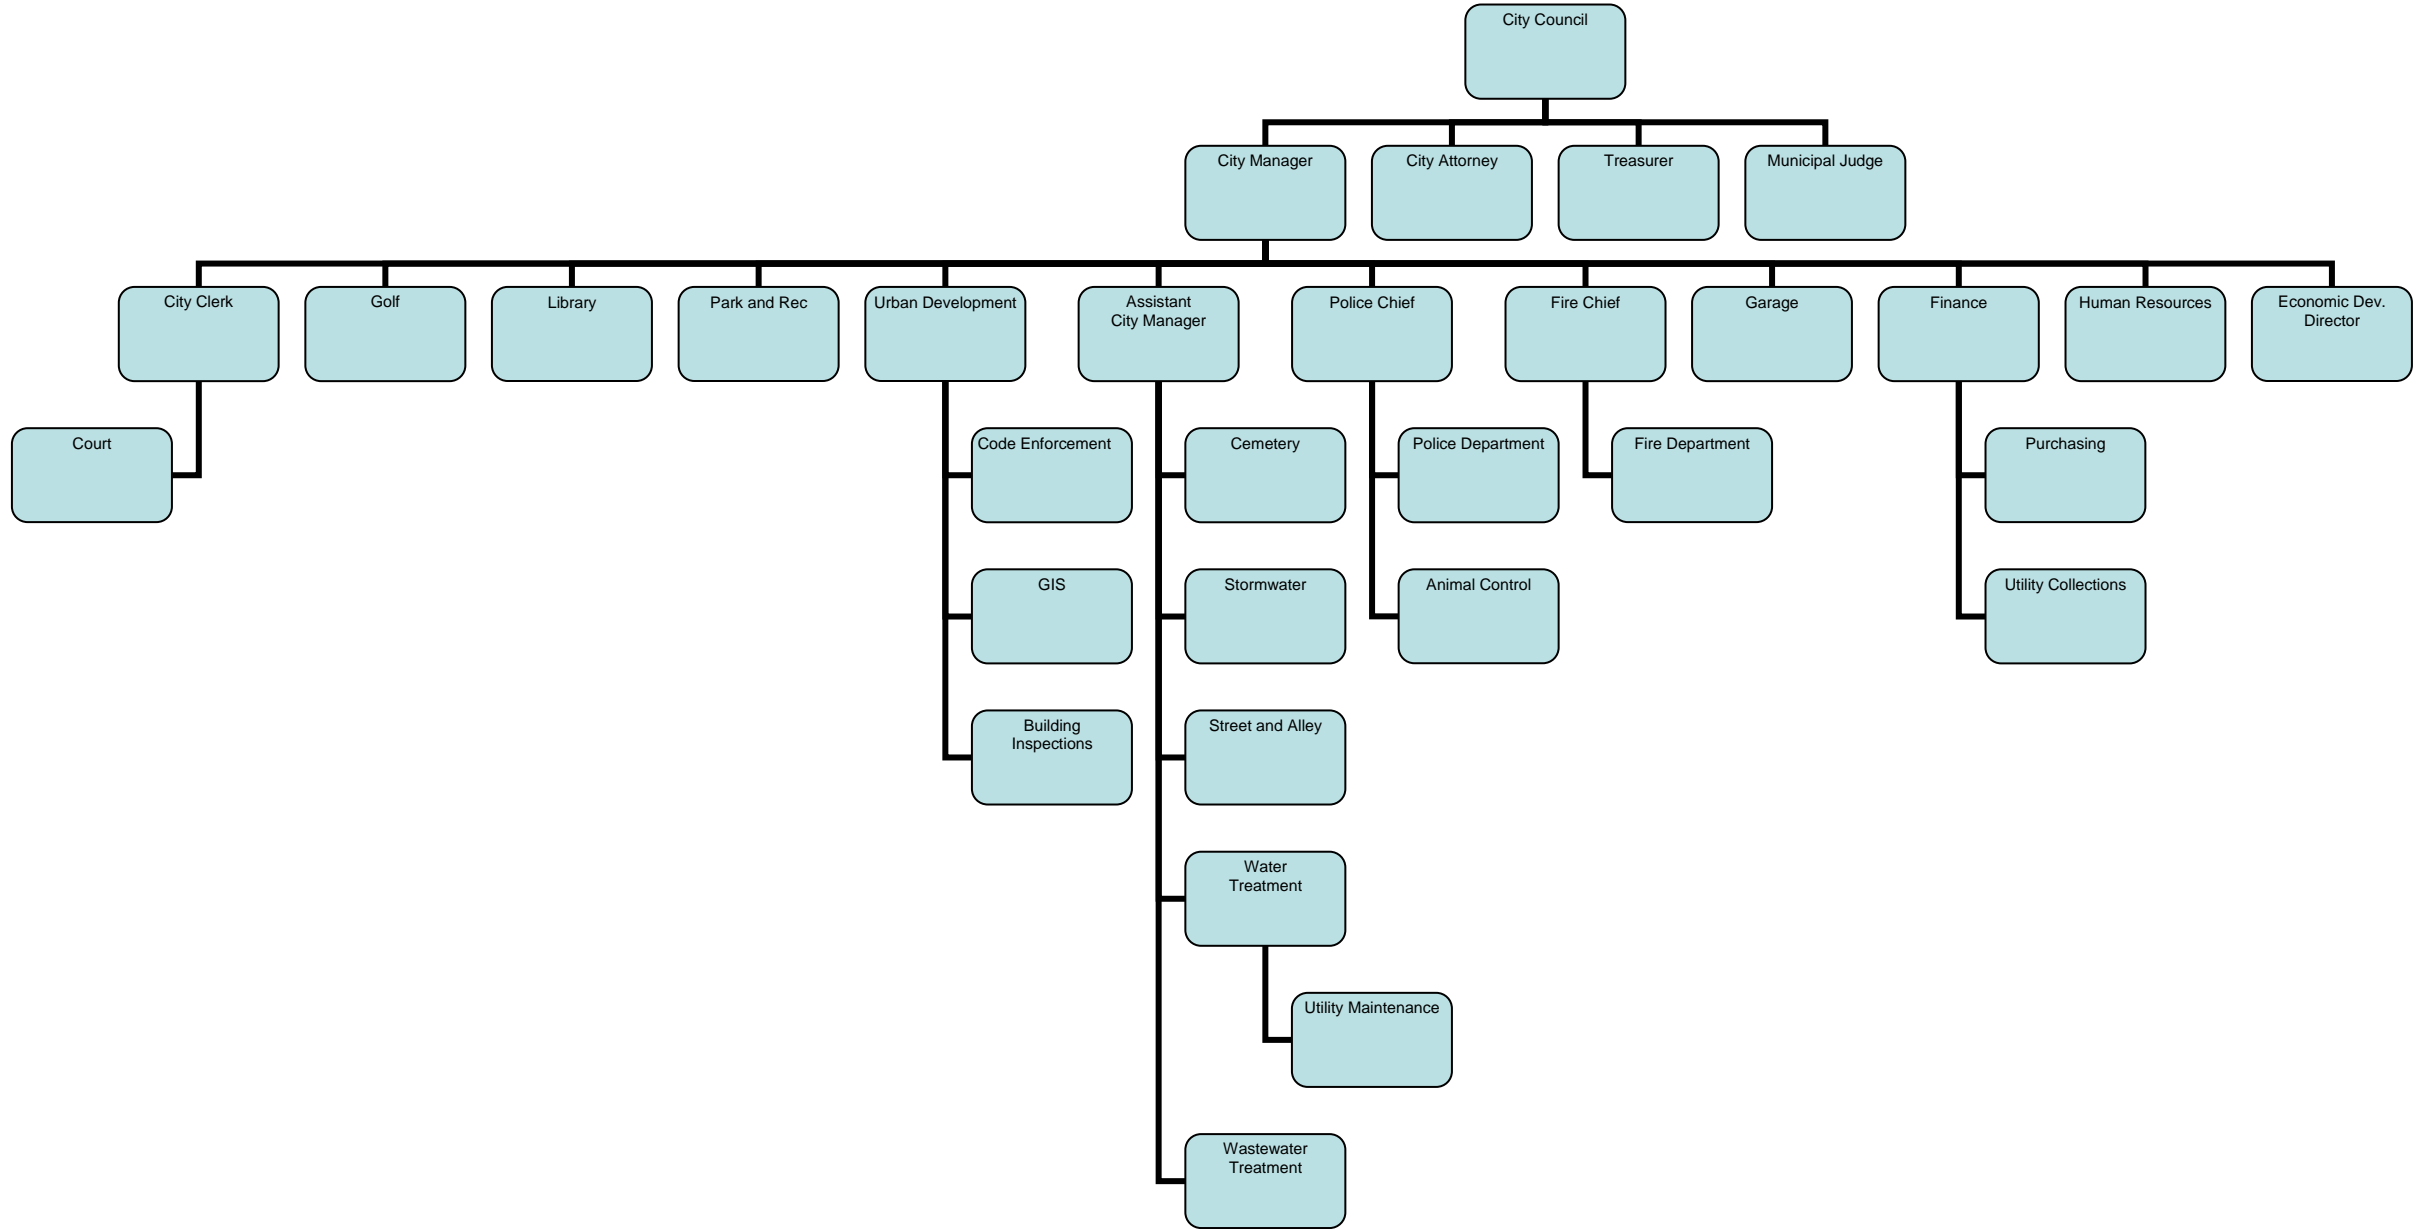 City Council
City Manager
City Attorney
Treasurer
Municipal Judge
City Clerk
Golf
Library
Park and Rec
Urban Development
Assistant
City Manager
Police Chief
Fire Chief
Garage
Finance
Human Resources
Economic Dev.
Director
Court
Code Enforcement
Cemetery
Police Department
Fire Department
Purchasing
GIS
Stormwater
Animal Control
Utility Collections
Building
Inspections
Street and Alley
Water
Treatment
Utility Maintenance
Wastewater
Treatment